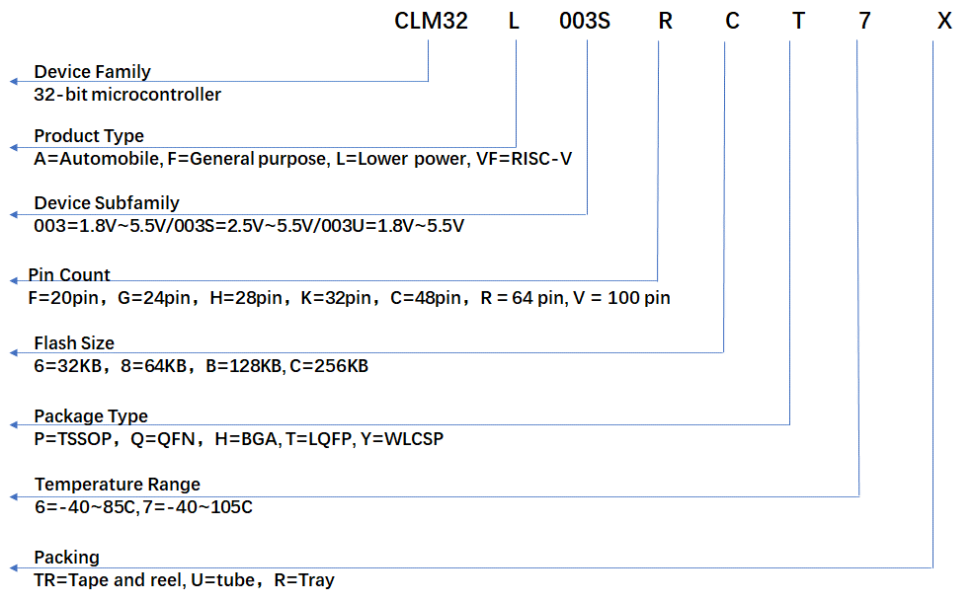 CLM32 L 003S R C T 7 X
Device Family
32-bit microcontroller
Product Type
A=Automobile, F=General purpose, L=Lower power, VF=RISC-V
Device Subfamily
003=1.8V~5.5V/003S=2.5V~5.5V/003U=1.8V~5.5V
Pin Count
F=20pin，G=24pin，H=28pin，K=32pin，C=48pin，R = 64 pin, V = 100 pin
Flash Size
6=32KB，8=64KB，B=128KB, C=256KB
Package Type
P=TSSOP，Q=QFN，H=BGA, T=LQFP, Y=WLCSP
Temperature Range
6=-40~85C, 7=-40~105C
Packing
TR=Tape and reel, U=tube，R=Tray